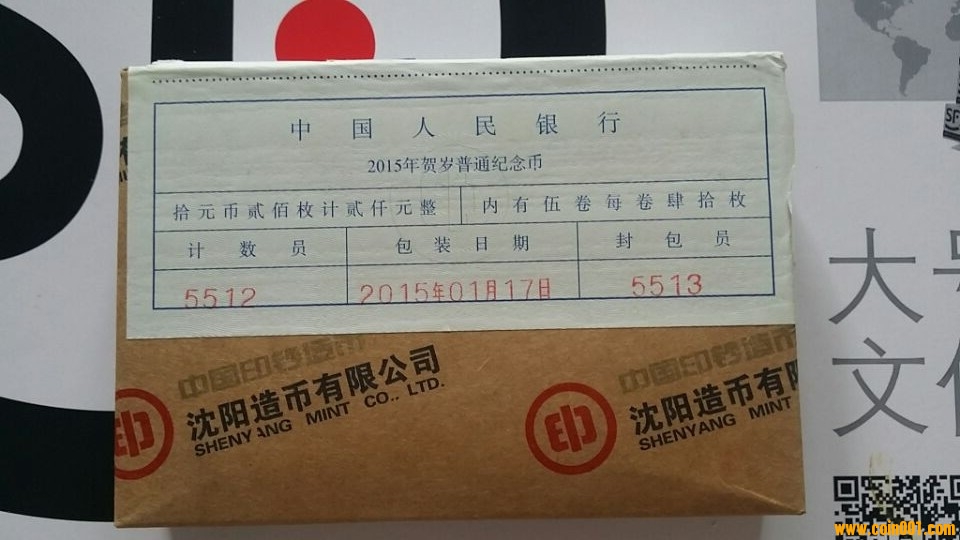 中国人民银行
2015年贺岁普通纪念币
拾元币贰佰枚计贰仟元整 内有伍卷每卷肆拾枚
计数员 包装日期 封包员
5512 2015年01月17日 5513
中国印钞造币
沈阳造币有限公司
SHENYANG MINT CO., LTD.
中国印钞造币
沈阳造币有限
SHENYANG MINT
大号
文件
SF
www.coin001.com